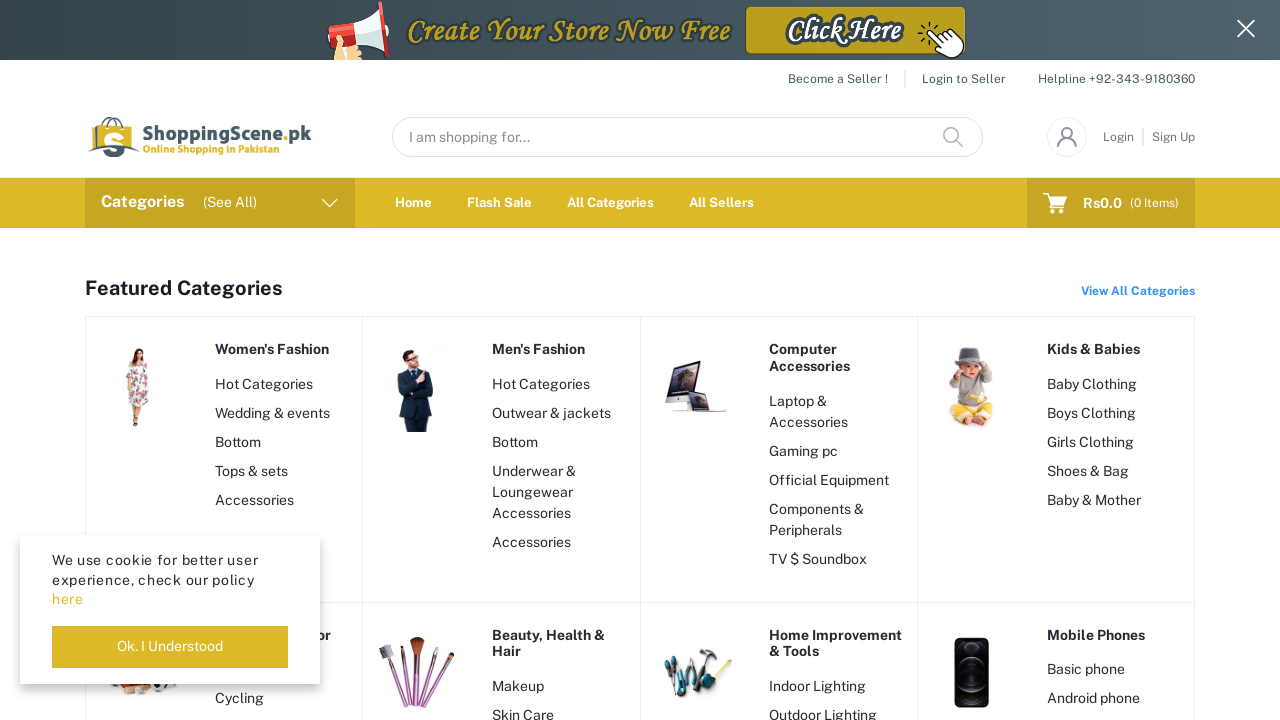 Create Your Store Now Free
Click Here
Become a Seller !
Login to Seller
Helpline +92-343-9180360
ShoppingScene.pk
Online Shopping in Pakistan
I am shopping for...
Login
Sign Up
Categories (See All)
Home
Flash Sale
All Categories
All Sellers
Rs0.0 (0 Items)
Featured Categories
View All Categories
Women's Fashion
Hot Categories
Wedding & events
Bottom
Tops & sets
Accessories
Men's Fashion
Hot Categories
Outwear & jackets
Bottom
Underwear &
Loungewear
Accessories
Accessories
Computer
Accessories
Laptop &
Accessories
Gaming pc
Official Equipment
Components &
Peripherals
TV $ Soundbox
Kids & Babies
Baby Clothing
Boys Clothing
Girls Clothing
Shoes & Bag
Baby & Mother
Cycling
Beauty, Health &
Hair
Makeup
Skin Care
Home Improvement
& Tools
Indoor Lighting
Outdoor Lighting
Mobile Phones
Basic phone
Android phone
We use cookie for better user
experience, check our policy
here
Ok. I Understood